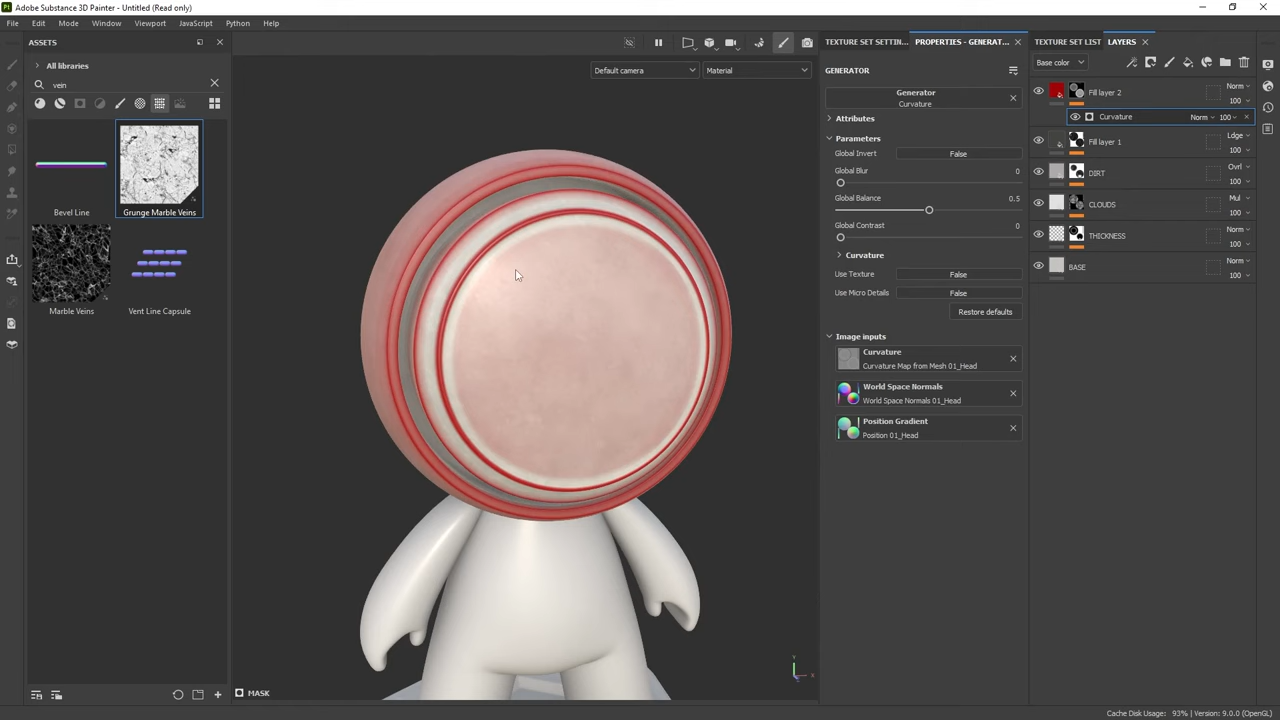 Adobe Substance 3D Painter - Untitled (Read only)
File Edit Mode Window Viewport JavaScript Python Help
ASSETS
All libraries
vein
Bevel Line
Grunge Marble Veins
Marble Veins
Vent Line Capsule
Default camera
Material
MASK
TEXTURE SET SETTIN...
PROPERTIES - GENERAT...
GENERATOR
Generator
Curvature
Attributes
Parameters
Global Invert False
Global Blur 0
Global Balance 0.5
Global Contrast 0
Curvature
Use Texture False
Use Micro Details False
Restore defaults
Image inputs
Curvature
Curvature Map from Mesh 01_Head
World Space Normals
World Space Normals 01_Head
Position Gradient
Position 01_Head
TEXTURE SET LIST
LAYERS
Base color
Fill layer 2 Norm 100
Curvature Norm 100
Fill layer 1 Ldge 100
DIRT Ovrl 100
CLOUDS Mul 100
THICKNESS Norm 100
BASE Norm 100
Cache Disk Usage: 93% | Version: 9.0.0 (OpenGL)